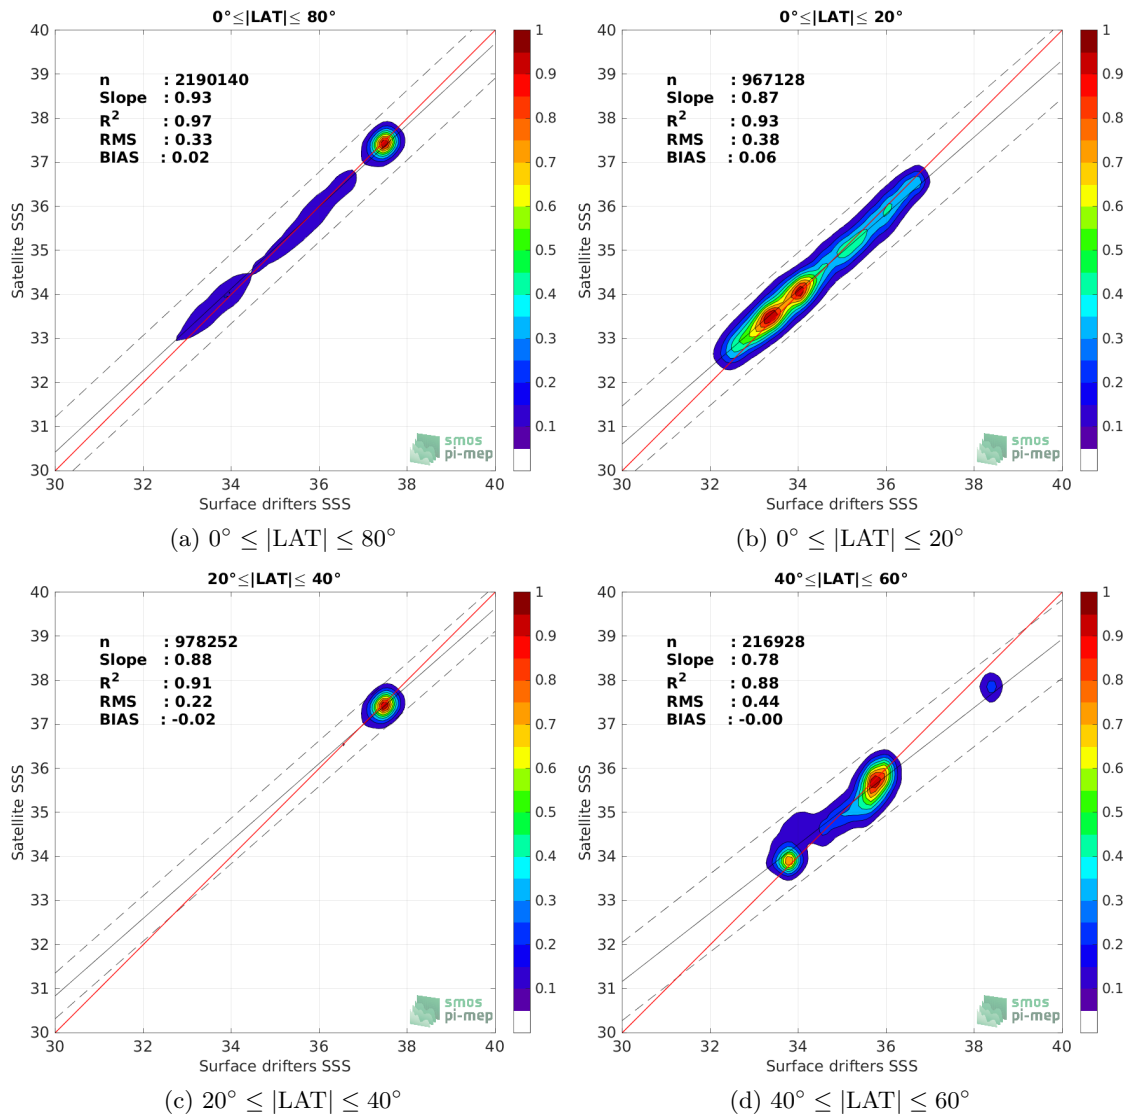 0°≤|LAT|≤ 80°
40
39
38
37
36
35
34
33
32
31
30
Satellite SSS
n : 2190140
Slope : 0.93
R² : 0.97
RMS : 0.33
BIAS : 0.02
1
0.9
0.8
0.7
0.6
0.5
0.4
0.3
0.2
0.1
smos
pi-mep
30 32 34 36 38 40
Surface drifters SSS
(a) 0° ≤ |LAT| ≤ 80°
0°≤|LAT|≤ 20°
40
39
38
37
36
35
34
33
32
31
30
Satellite SSS
n : 967128
Slope : 0.87
R² : 0.93
RMS : 0.38
BIAS : 0.06
1
0.9
0.8
0.7
0.6
0.5
0.4
0.3
0.2
0.1
smos
pi-mep
30 32 34 36 38 40
Surface drifters SSS
(b) 0° ≤ |LAT| ≤ 20°
20°≤|LAT|≤ 40°
40
39
38
37
36
35
34
33
32
31
30
Satellite SSS
n : 978252
Slope : 0.88
R² : 0.91
RMS : 0.22
BIAS : -0.02
1
0.9
0.8
0.7
0.6
0.5
0.4
0.3
0.2
0.1
smos
pi-mep
30 32 34 36 38 40
Surface drifters SSS
(c) 20° ≤ |LAT| ≤ 40°
40°≤|LAT|≤ 60°
40
39
38
37
36
35
34
33
32
31
30
Satellite SSS
n : 216928
Slope : 0.78
R² : 0.88
RMS : 0.44
BIAS : -0.00
1
0.9
0.8
0.7
0.6
0.5
0.4
0.3
0.2
0.1
smos
pi-mep
30 32 34 36 38 40
Surface drifters SSS
(d) 40° ≤ |LAT| ≤ 60°